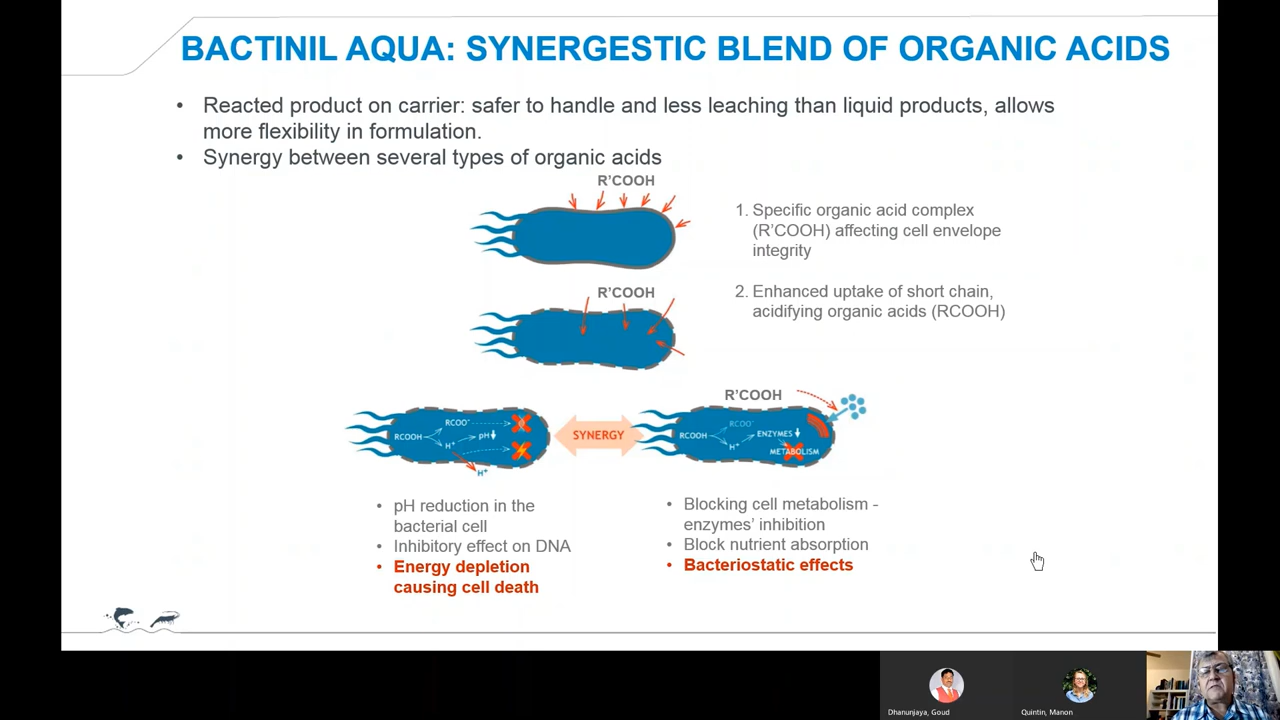 BACTINIL AQUA: SYNERGESTIC BLEND OF ORGANIC ACIDS
• Reacted product on carrier: safer to handle and less leaching than liquid products, allows
more flexibility in formulation.
• Synergy between several types of organic acids
R'COOH
1. Specific organic acid complex
(R'COOH) affecting cell envelope
integrity
R'COOH
2. Enhanced uptake of short chain,
acidifying organic acids (RCOOH)
RCOOH
RCOO⁻
H⁺
pH
H⁺
SYNERGY
R'COOH
RCOOH
RCOO⁻
H⁺
ENZYMES
METABOLISM
• pH reduction in the
bacterial cell
• Inhibitory effect on DNA
• Energy depletion
causing cell death
• Blocking cell metabolism -
enzymes' inhibition
• Block nutrient absorption
• Bacteriostatic effects
Dhanunjaya, Goud
Quintin, Manon